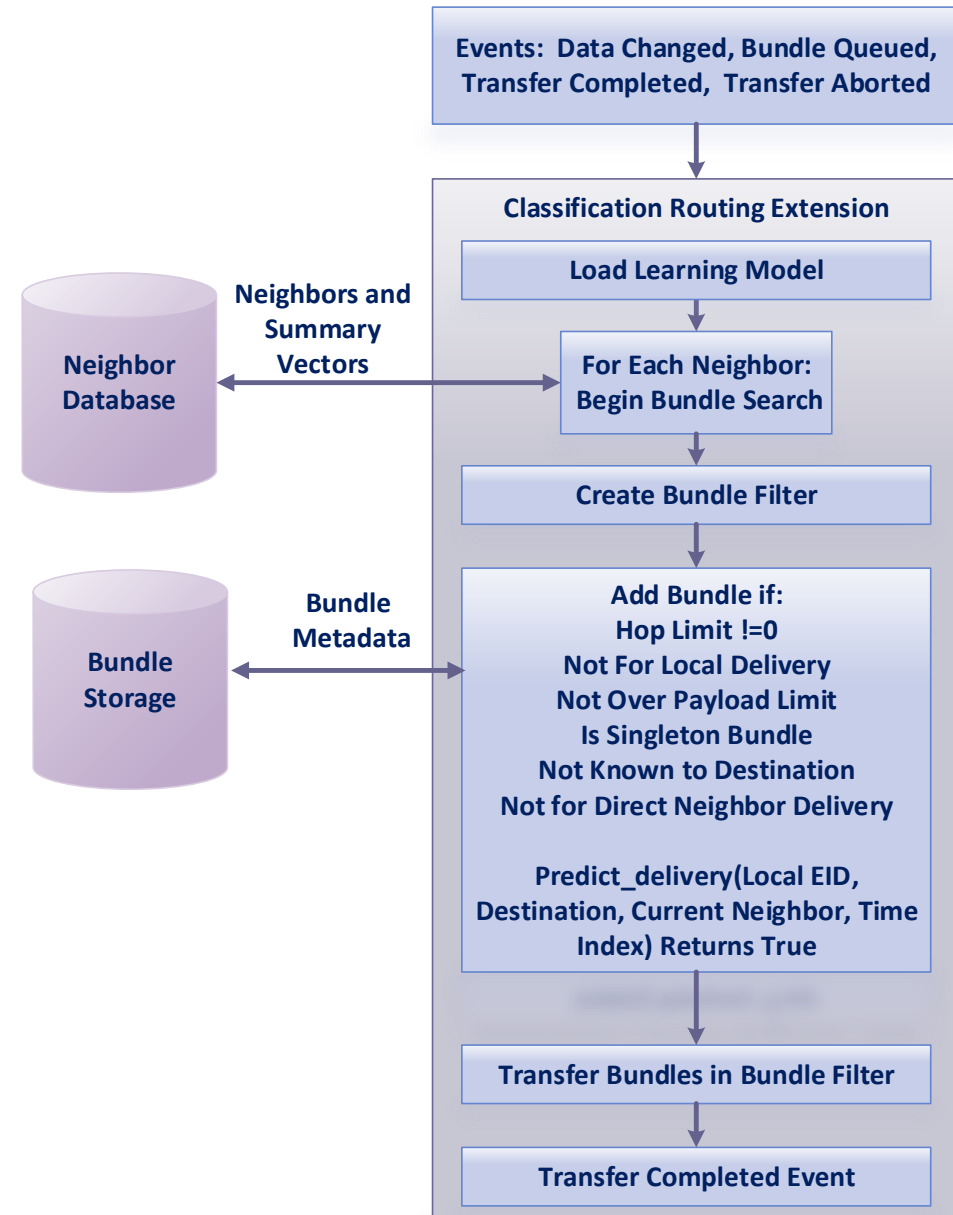 Events: Data Changed, Bundle Queued,
Transfer Completed, Transfer Aborted
Classification Routing Extension
Load Learning Model
Neighbors and
Summary
Vectors
Neighbor
Database
For Each Neighbor:
Begin Bundle Search
Create Bundle Filter
Bundle
Metadata
Bundle
Storage
Add Bundle if:
Hop Limit !=0
Not For Local Delivery
Not Over Payload Limit
Is Singleton Bundle
Not Known to Destination
Not for Direct Neighbor Delivery
Predict_delivery(Local EID,
Destination, Current Neighbor, Time
Index) Returns True
Transfer Bundles in Bundle Filter
Transfer Completed Event